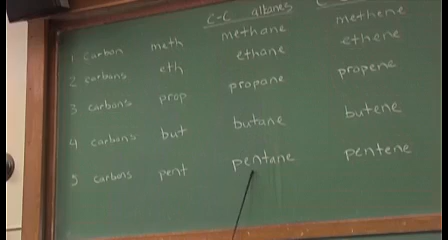 C-C alkanes
1 carbon meth methane methene
2 carbons eth ethane ethene
3 carbons prop propane propene
4 carbons but butane butene
5 carbons pent pentane pentene